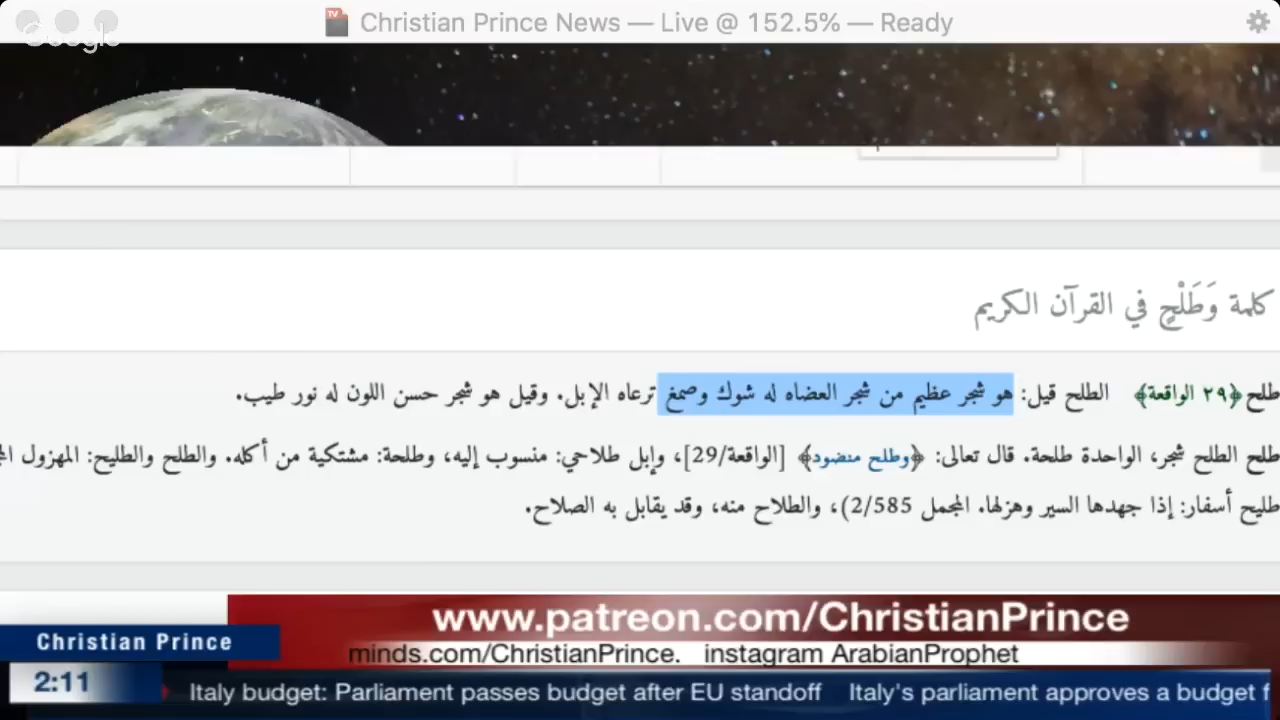 Christian Prince News — Live @ 152.5% — Ready
Google
كلمة وَطَلْحٍ في القرآن الكريم
طلح ﴿٢٩ الواقعة﴾ الطلح قيل: هو شجر عظيم من شجر العضاه له شوك وصمغ ترعاه الإبل. وقيل هو شجر حسن اللون له نور طيب.
طلح الطلح شجر، الواحدة طلحة. قال تعالى: ﴿وطلح منضود﴾ [الواقعة/29]، وإبل طلاحي: منسوب إليه، وطلحة: مشتكية من أكله. والطلح والطليح: المهزول
طليح أسفار: إذا جهدها السير وهزلها. المجمل 2/585)، والطلاح منه، وقد يقابل به الصلاح.
www.patreon.com/ChristianPrince
Christian Prince
minds.com/ChristianPrince. instagram ArabianProphet
2:11
Italy budget: Parliament passes budget after EU standoff Italy's parliament approves a budget f